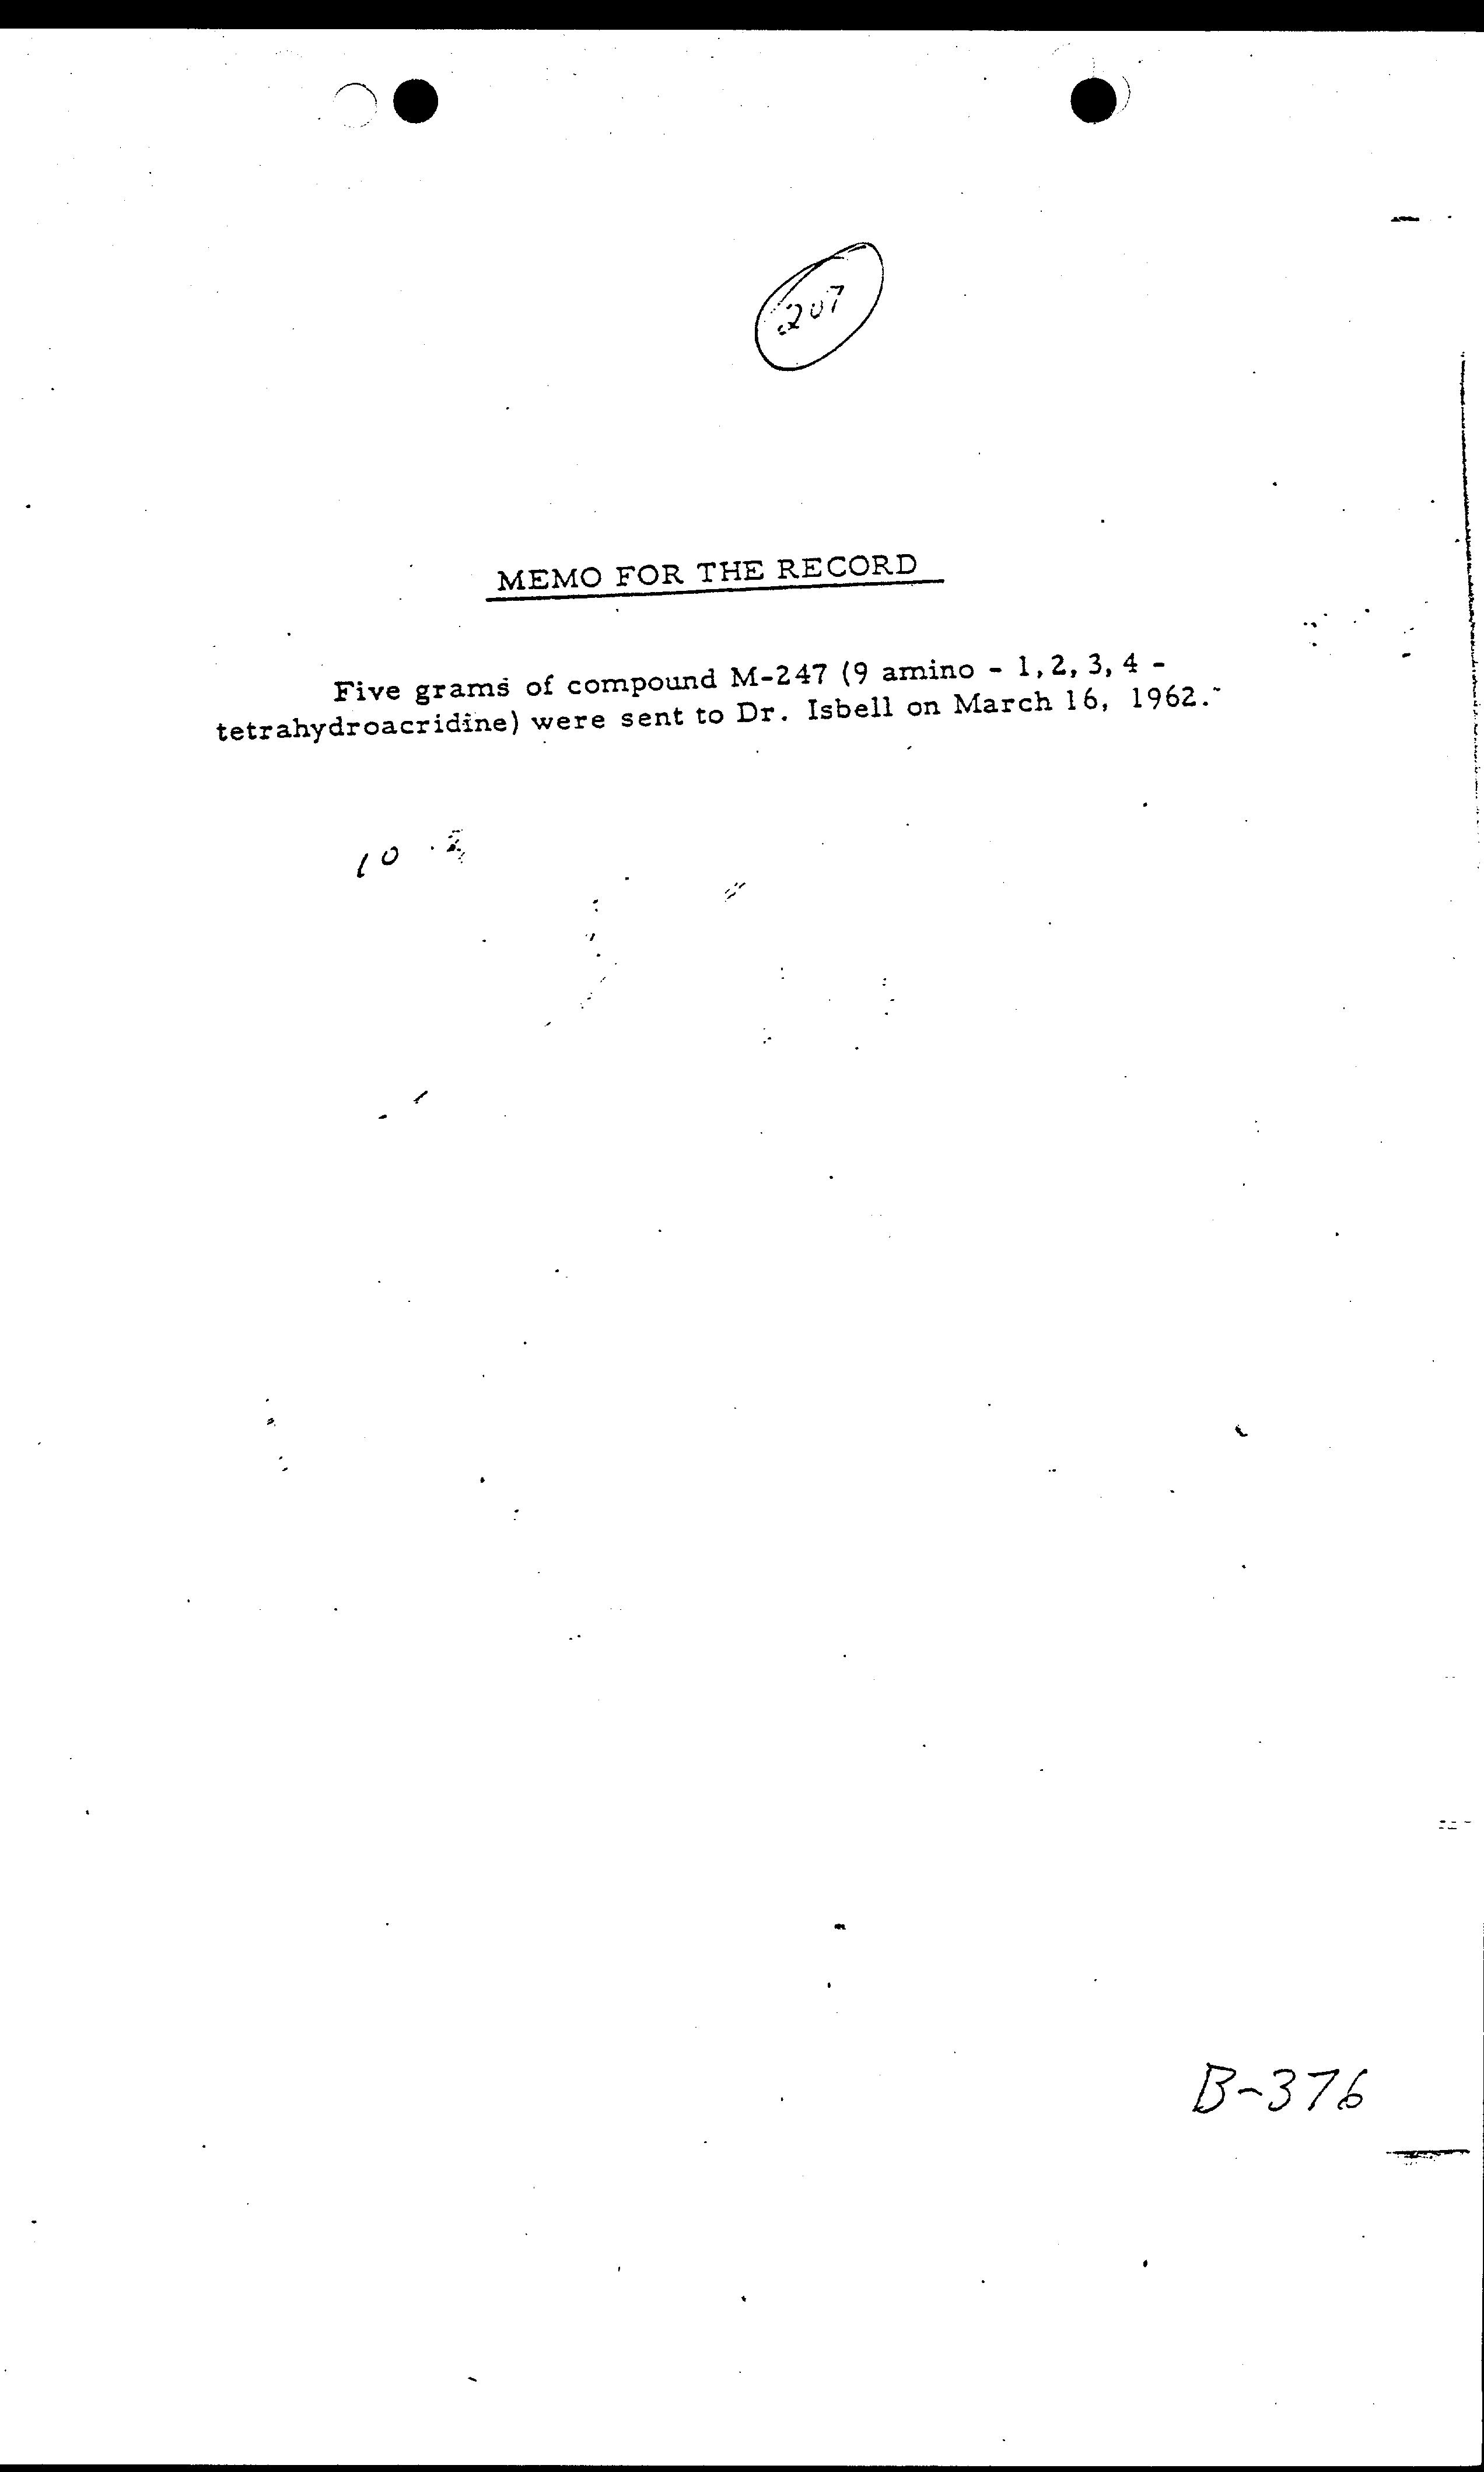 207
MEMO FOR THE RECORD
Five grams of compound M-247 (9 amino - 1, 2, 3, 4 -
tetrahydroacridine) were sent to Dr. Isbell on March 16, 1962.
10
B-376